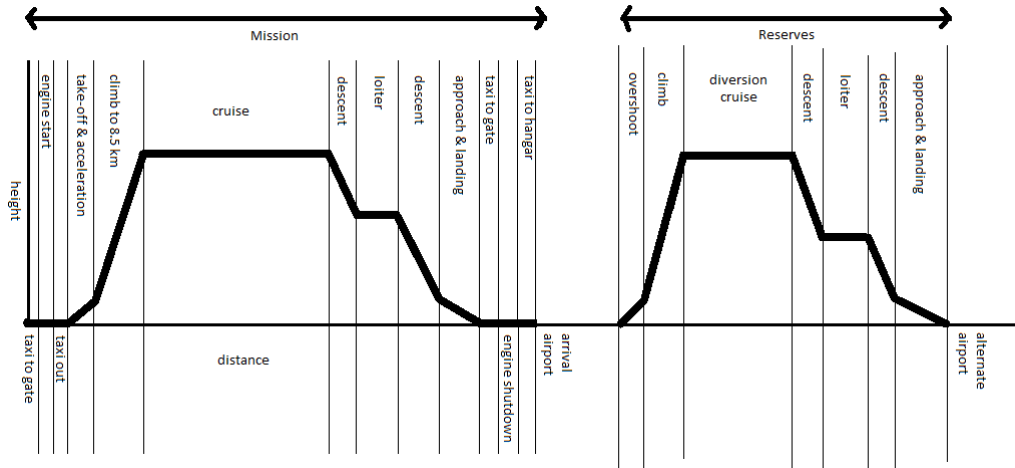 Mission
Reserves
engine start
take-off & acceleration
climb to 8.5 km
cruise
descent
loiter
descent
approach & landing
taxi to gate
taxi to hangar
overshoot
climb
diversion
cruise
descent
loiter
descent
approach & landing
height
taxi to gate
taxi out
distance
engine shutdown
arrival
airport
alternate
airport